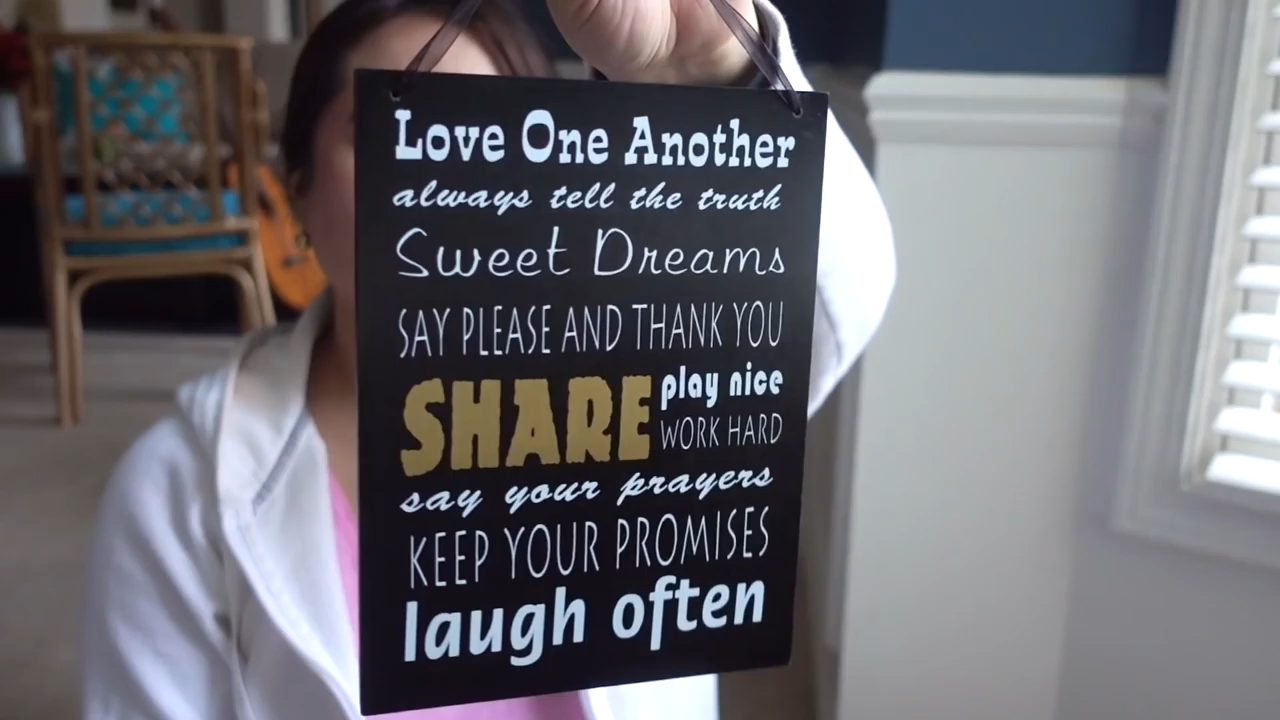 Love One Another
always tell the truth
Sweet Dreams
SAY PLEASE AND THANK YOU
SHARE
play nice
WORK HARD
say your prayers
KEEP YOUR PROMISES
laugh often